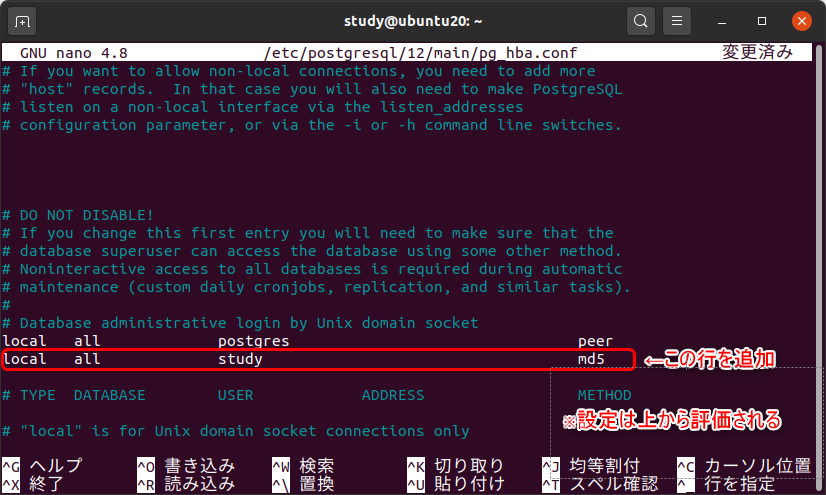 study@ubuntu20: ~
GNU nano 4.8 /etc/postgresql/12/main/pg_hba.conf 変更済み
# If you want to allow non-local connections, you need to add more
# "host" records.  In that case you will also need to make PostgreSQL
# listen on a non-local interface via the listen_addresses
# configuration parameter, or via the -i or -h command line switches.
# DO NOT DISABLE!
# If you change this first entry you will need to make sure that the
# database superuser can access the database using some other method.
# Noninteractive access to all databases is required during automatic
# maintenance (custom daily cronjobs, replication, and similar tasks).
#
# Database administrative login by Unix domain socket
local   all             postgres                                peer
local   all             study                                   md5 ←この行を追加
# TYPE  DATABASE        USER            ADDRESS                 METHOD
※設定は上から評価される
# "local" is for Unix domain socket connections only
^G ヘルプ ^O 書き込み ^W 検索 ^K 切り取り ^J 均等割付 ^C カーソル位置
^X 終了 ^R 読み込み ^\ 置換 ^U 貼り付け ^T スペル確認 ^_ 行を指定